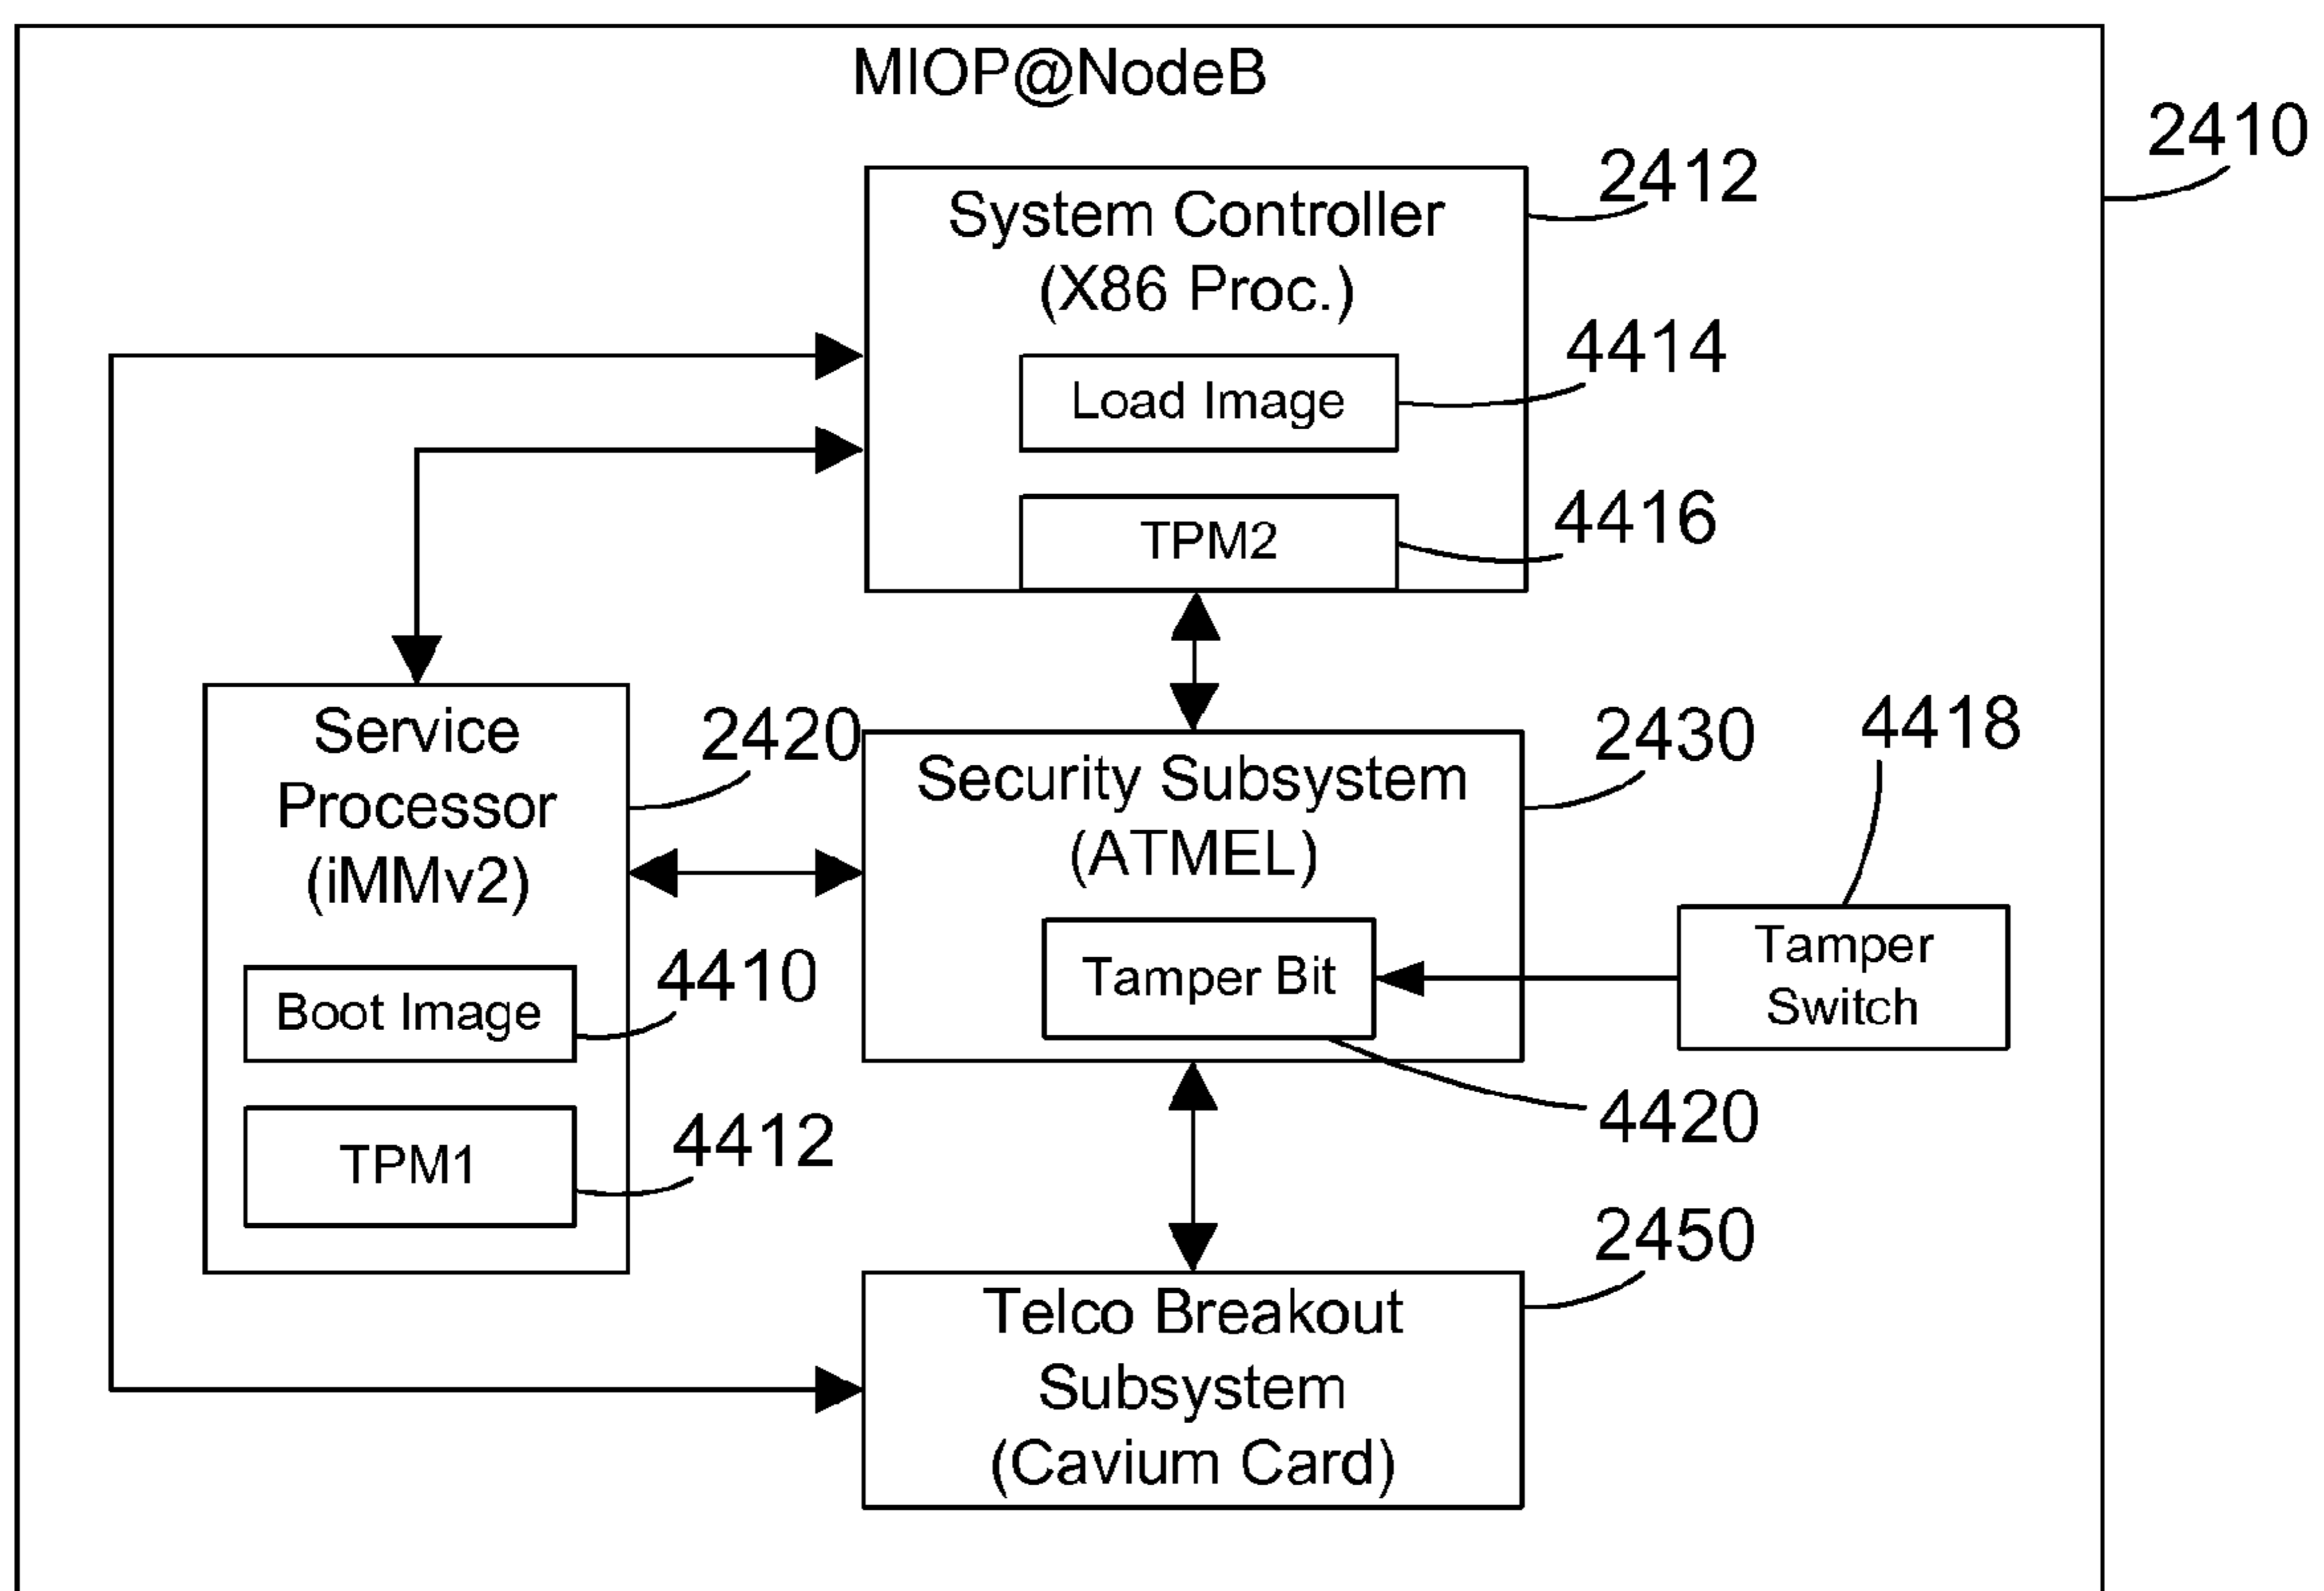 MIOP@NodeB
2410
System Controller
(X86 Proc.)
2412
Load Image
4414
TPM2
4416
Service
Processor
(iMMv2)
2420
Boot Image
4410
TPM1
4412
Security Subsystem
(ATMEL)
2430
Tamper Bit
4420
Tamper
Switch
4418
Telco Breakout
Subsystem
(Cavium Card)
2450